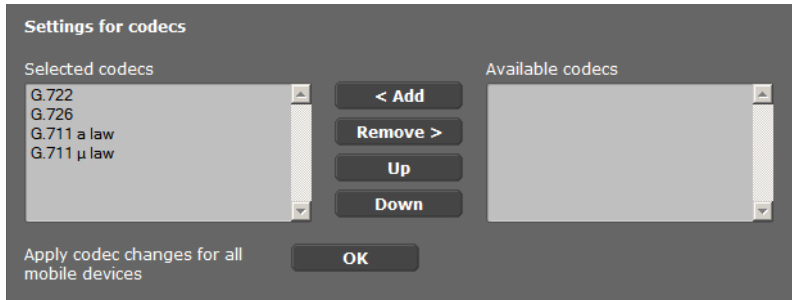 Settings for codecs
Selected codecs
Available codecs
G.722
G.726
G.711 a law
G.711 µ law
< Add
Remove >
Up
Down
Apply codec changes for all
mobile devices
OK